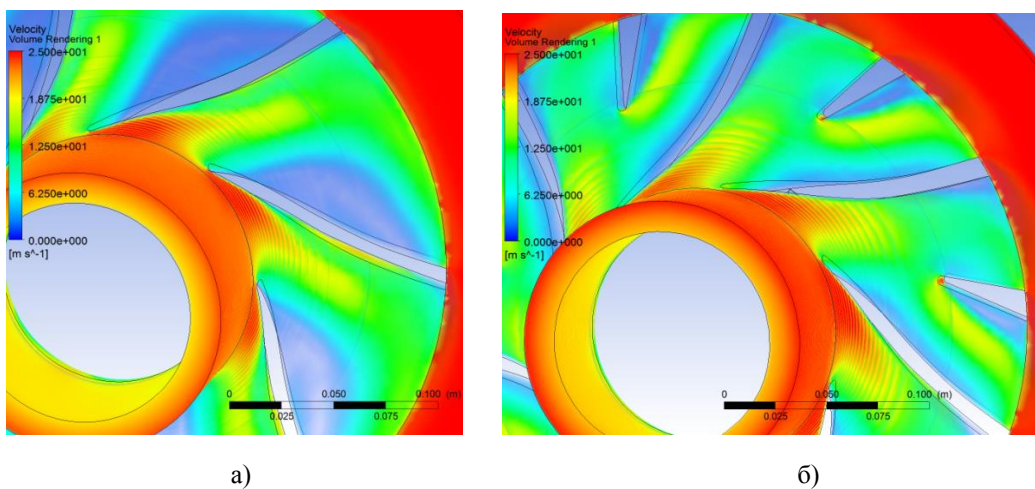 Velocity
Volume Rendering 1
2.500e+001
1.875e+001
1.250e+001
6.250e+000
0.000e+000
[m s^-1]
0 0.050 0.100 (m)
0.025 0.075
Velocity
Volume Rendering 1
2.500e+001
1.875e+001
1.250e+001
6.250e+000
0.000e+000
[m s^-1]
0 0.050 0.100 (m)
0.025 0.075
а) б)